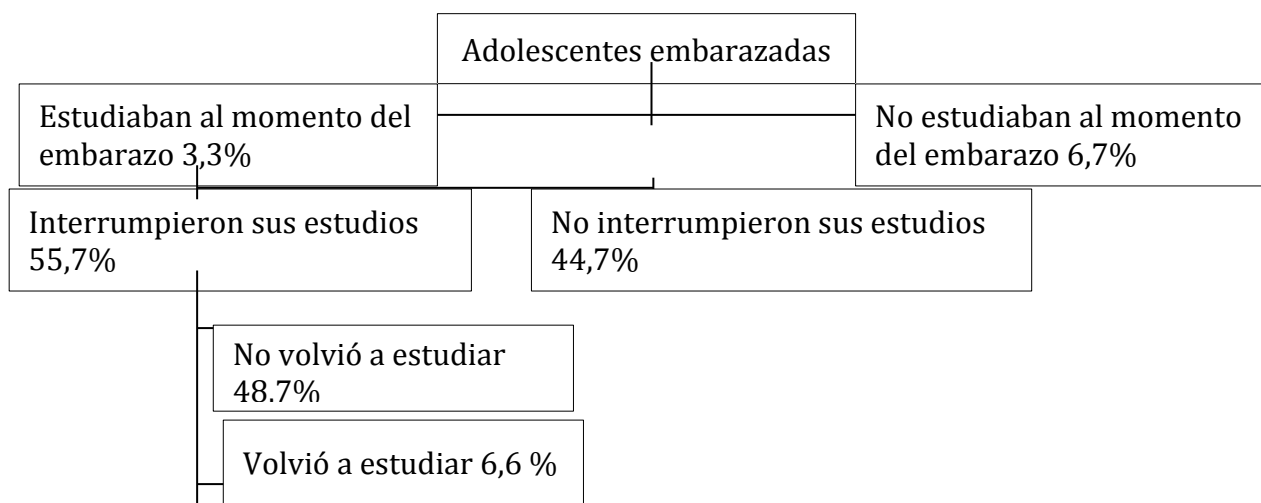 Adolescentes embarazadas
Estudiaban al momento del
embarazo 3,3%
No estudiaban al momento
del embarazo 6,7%
Interrumpieron sus estudios
55,7%
No interrumpieron sus estudios
44,7%
No volvió a estudiar
48.7%
Volvió a estudiar 6,6 %